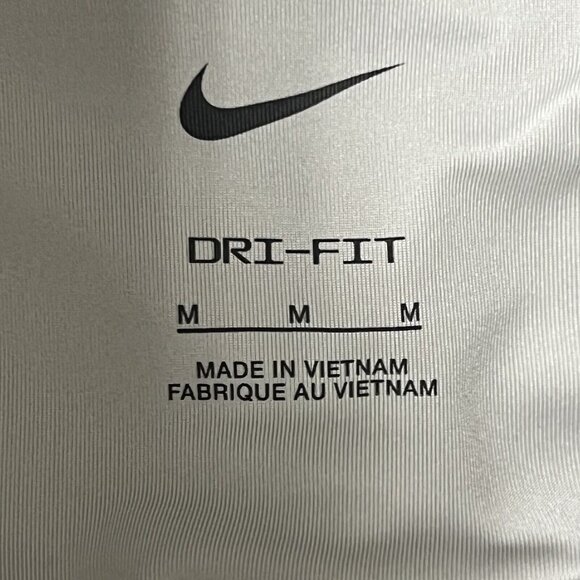 DRI-FIT
M M M
MADE IN VIETNAM
FABRIQUE AU VIETNAM